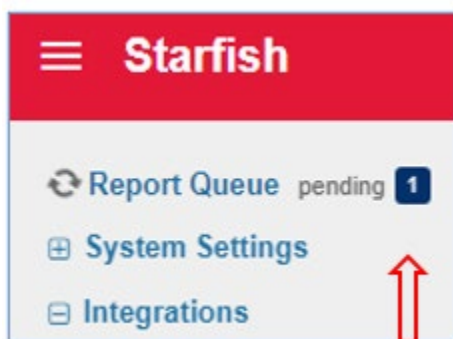 Starfish
Report Queue pending 1
System Settings
Integrations